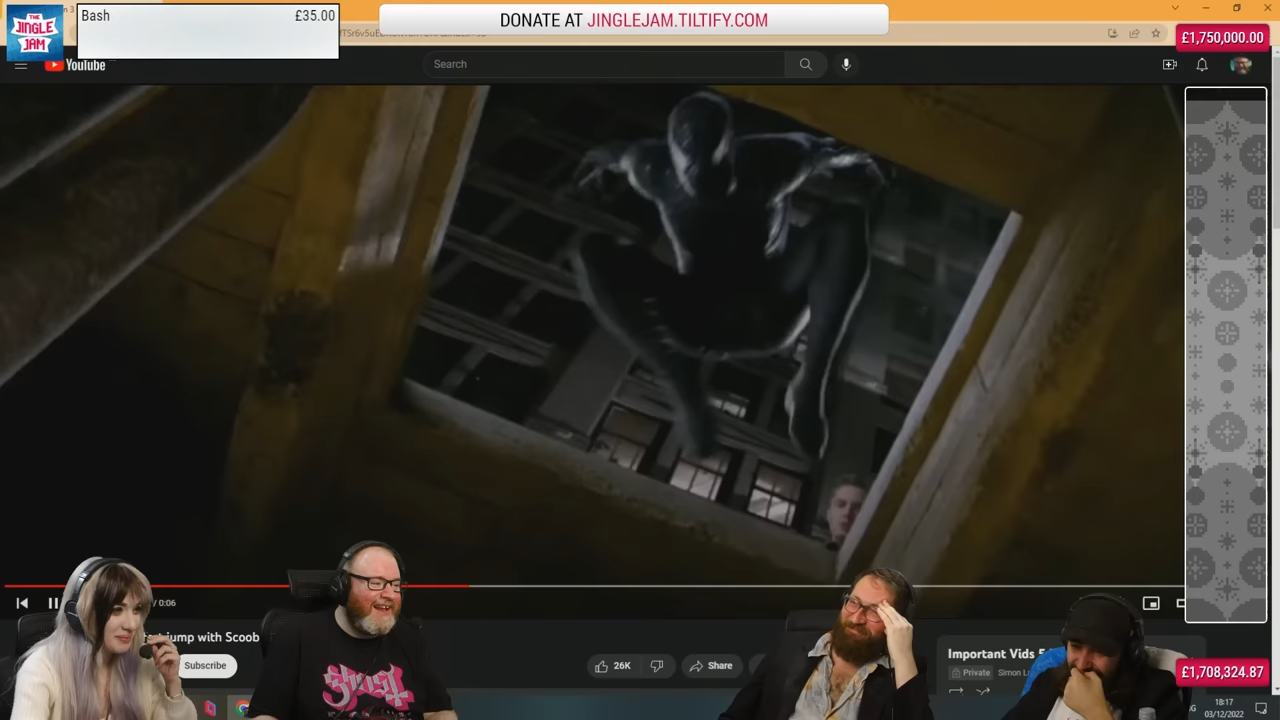 THE
JINGLE
JAM
Bash £35.00
DONATE AT JINGLEJAM.TILTIFY.COM
£1,750,000.00
YouTube
Search
/ 0:06
jump with Scoob
Subscribe
26K
Share
Important Vids
Private Simon
£1,708,324.87
18:17
03/12/2022